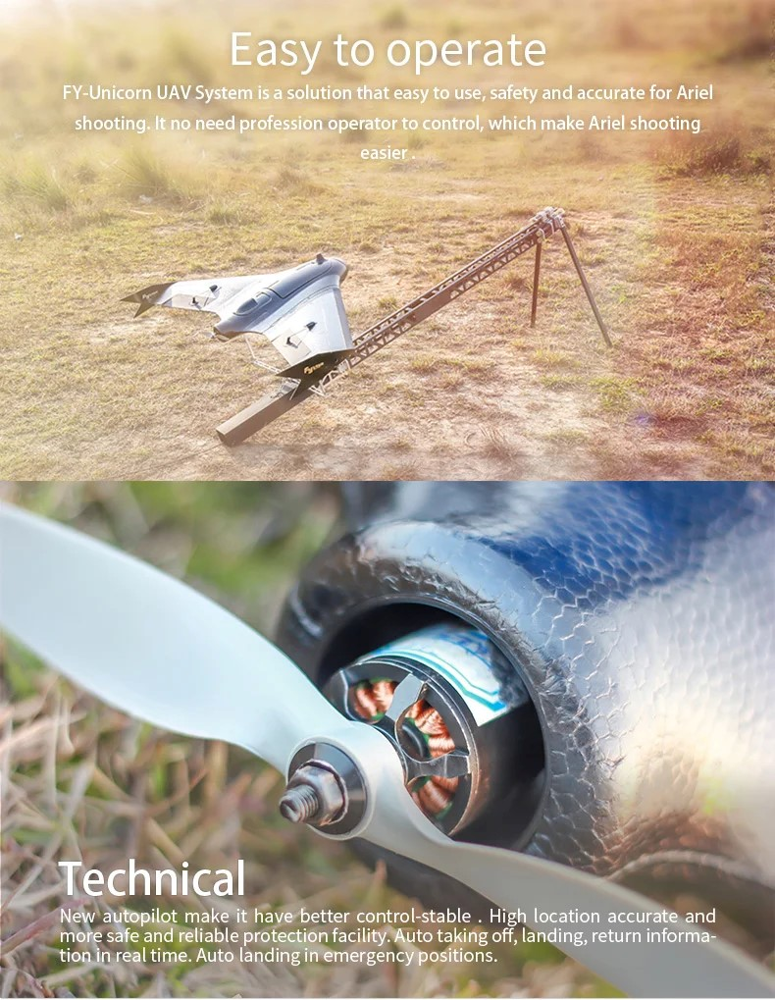 Easy to operate
FY-Unicorn UAV System is a solution that easy to use, safety and accurate for Ariel
shooting. It no need profession operator to control, which make Ariel shooting
easier .
Technical
New autopilot make it have better control-stable . High location accurate and
more safe and reliable protection facility. Auto taking off, landing, return informa-
tion in real time. Auto landing in emergency positions.